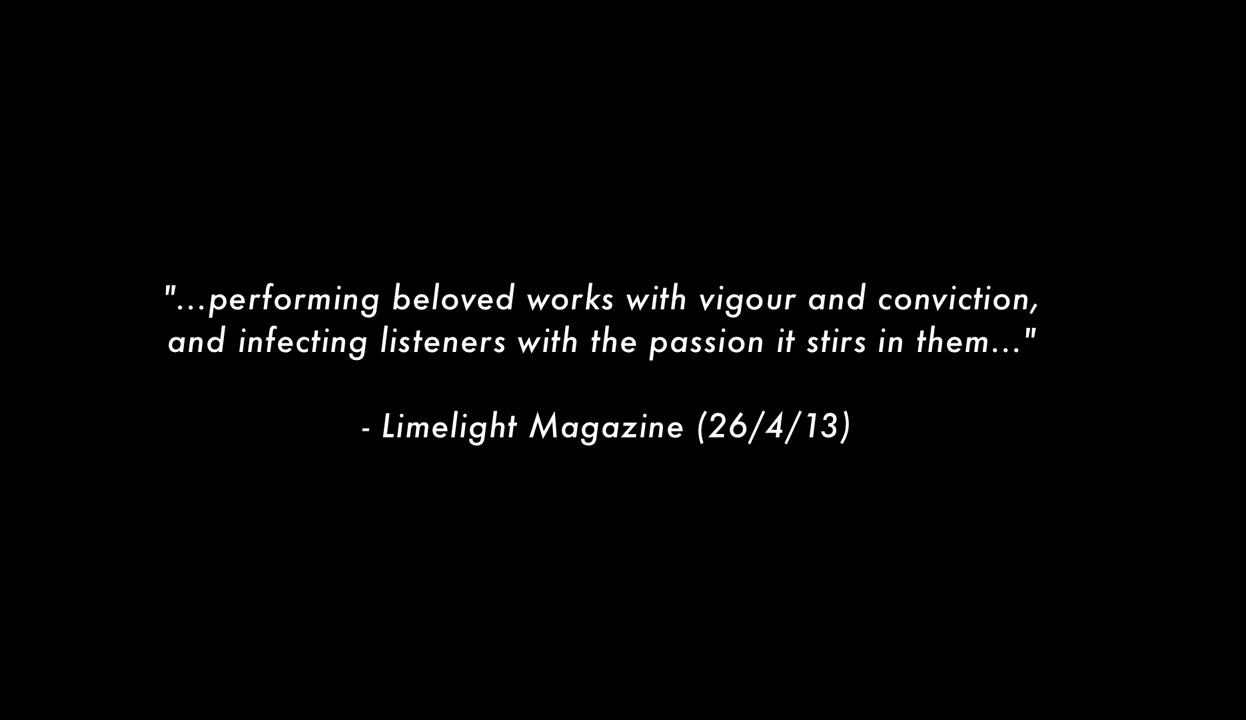 "...performing beloved works with vigour and conviction,
and infecting listeners with the passion it stirs in them..."
- Limelight Magazine (26/4/13)